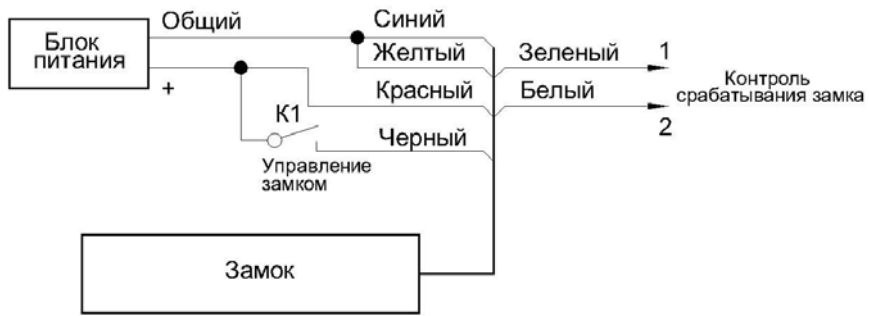 Общий
Синий
Блок
питания
Желтый
Зеленый
1
+
Контроль
срабатывания замка
Красный
Белый
К1
2
Черный
Управление
замком
Замок